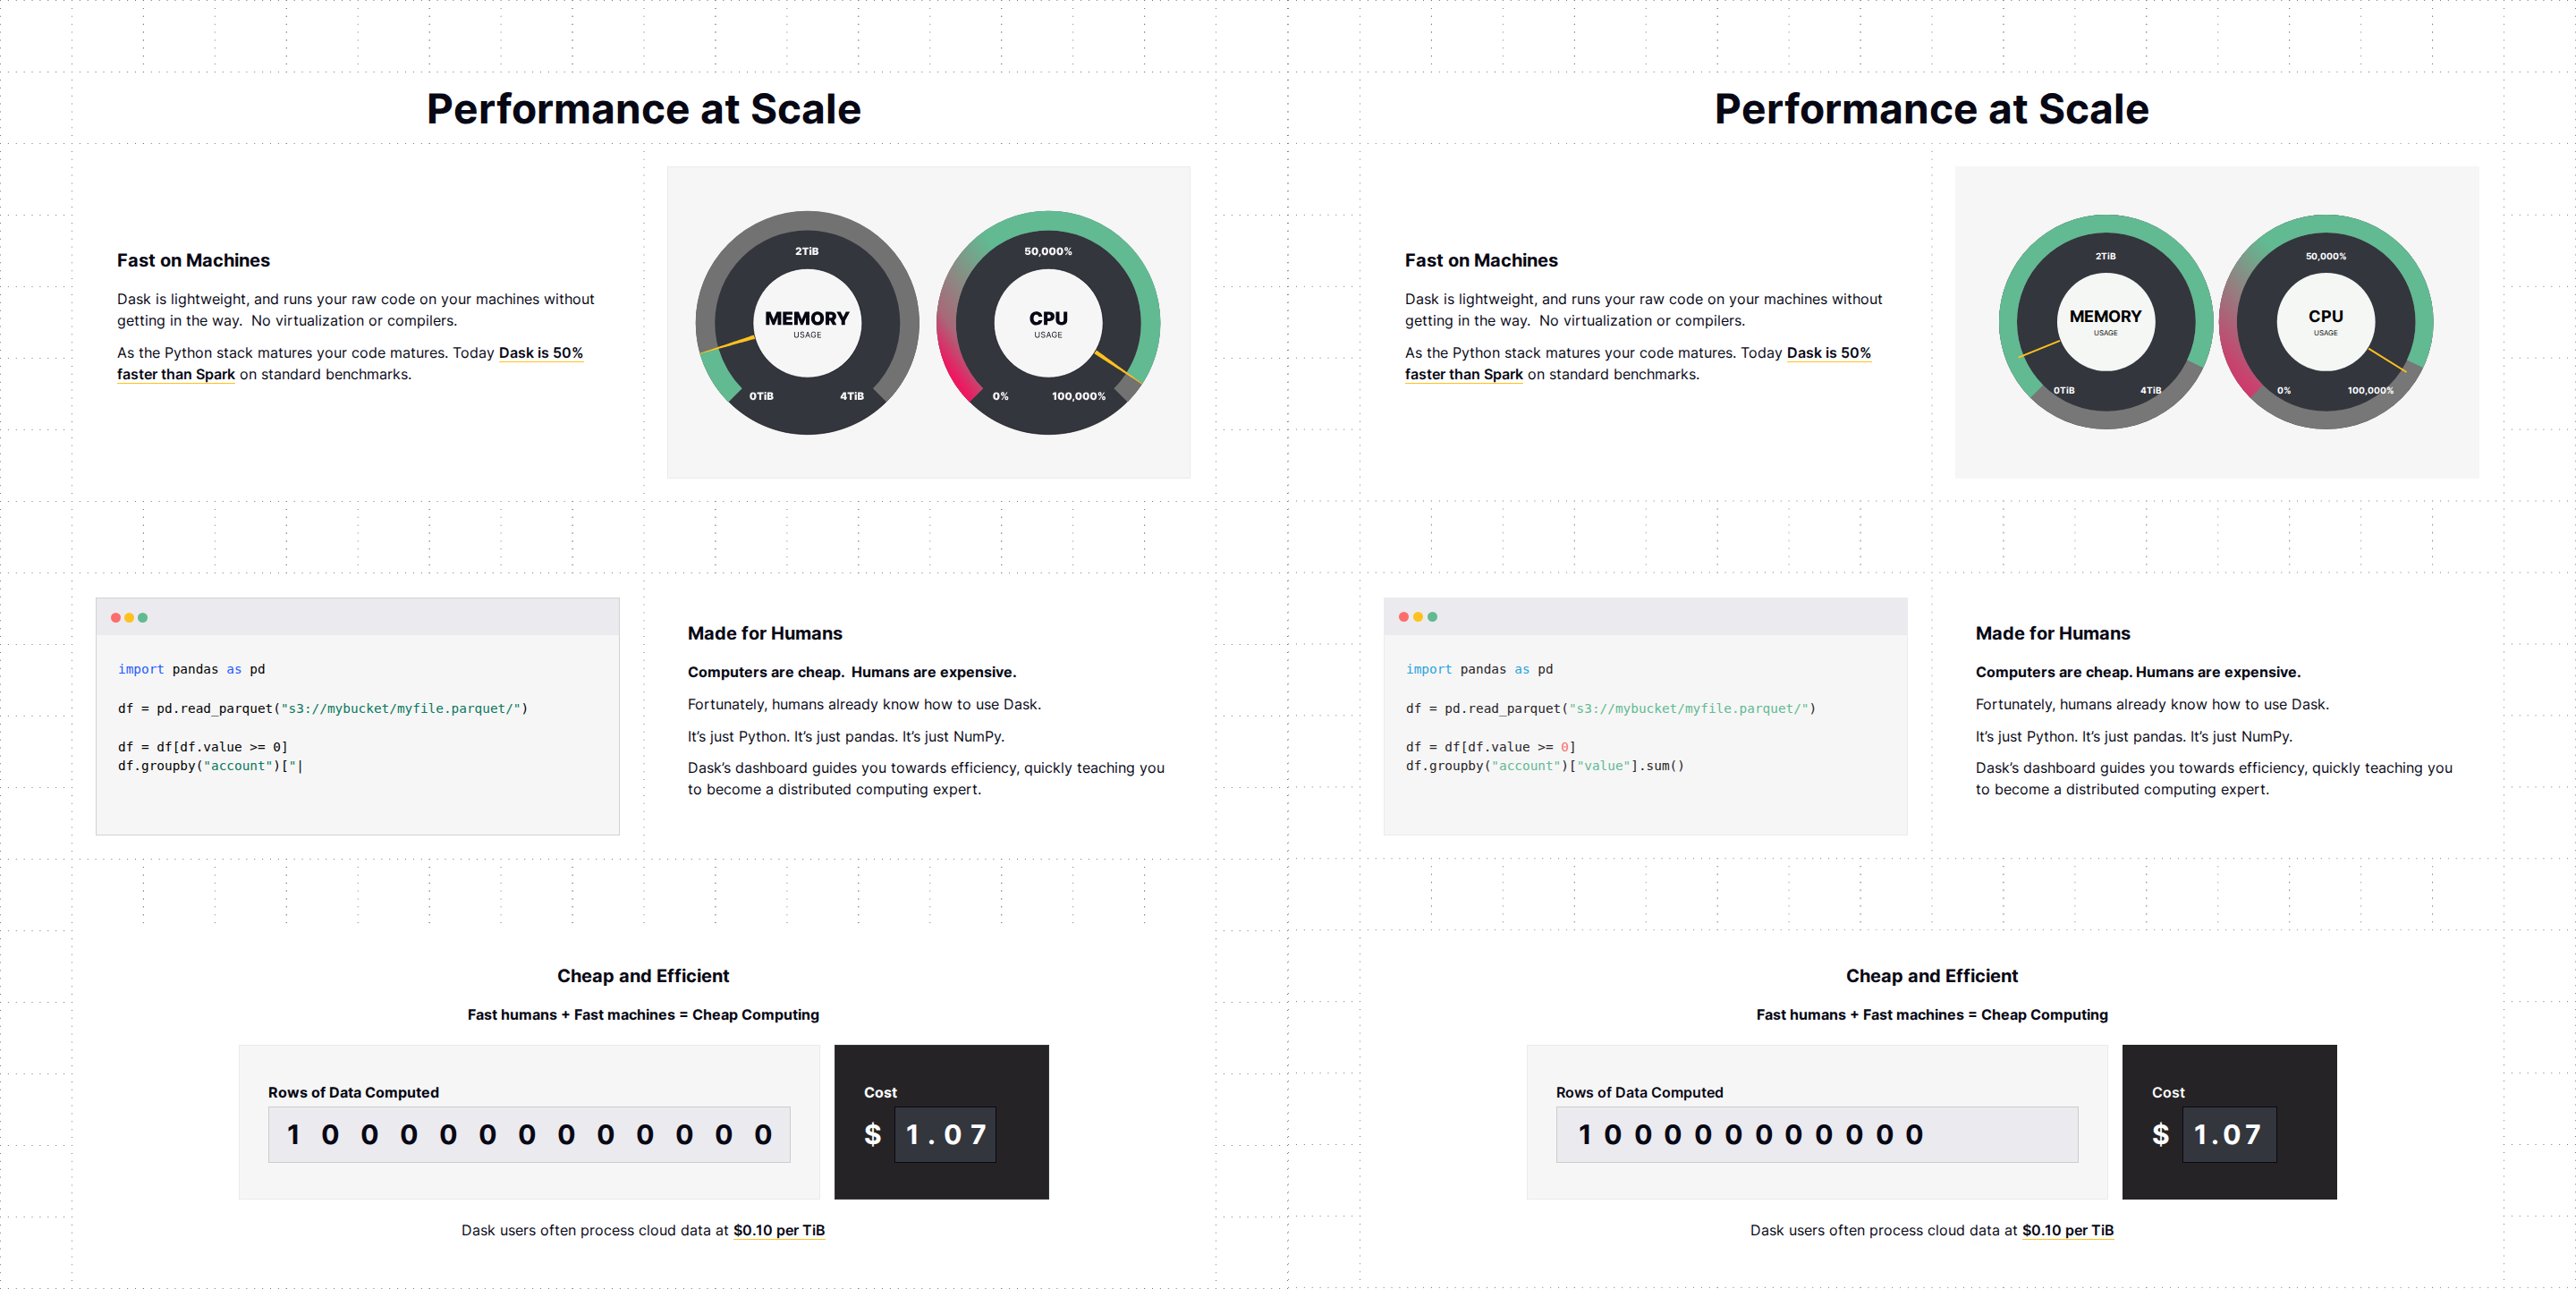 Performance at Scale
Fast on Machines
Dask is lightweight, and runs your raw code on your machines without
getting in the way.  No virtualization or compilers.
As the Python stack matures your code matures. Today Dask is 50%
faster than Spark on standard benchmarks.
2TiB
MEMORY
USAGE
0TiB 4TiB
50,000%
CPU
USAGE
0% 100,000%
import pandas as pd
df = pd.read_parquet("s3://mybucket/myfile.parquet/")
df = df[df.value >= 0]
df.groupby("account")["|
Made for Humans
Computers are cheap.  Humans are expensive.
Fortunately, humans already know how to use Dask.
It’s just Python. It’s just pandas. It’s just NumPy.
Dask’s dashboard guides you towards efficiency, quickly teaching you
to become a distributed computing expert.
Cheap and Efficient
Fast humans + Fast machines = Cheap Computing
Rows of Data Computed
1 0 0 0 0 0 0 0 0 0 0 0 0
Cost
$ 1.07
Dask users often process cloud data at $0.10 per TiB
Performance at Scale
Fast on Machines
Dask is lightweight, and runs your raw code on your machines without
getting in the way.  No virtualization or compilers.
As the Python stack matures your code matures. Today Dask is 50%
faster than Spark on standard benchmarks.
2TiB
MEMORY
USAGE
0TiB 4TiB
50,000%
CPU
USAGE
0% 100,000%
import pandas as pd
df = pd.read_parquet("s3://mybucket/myfile.parquet/")
df = df[df.value >= 0]
df.groupby("account")["value"].sum()
Made for Humans
Computers are cheap. Humans are expensive.
Fortunately, humans already know how to use Dask.
It’s just Python. It’s just pandas. It’s just NumPy.
Dask’s dashboard guides you towards efficiency, quickly teaching you
to become a distributed computing expert.
Cheap and Efficient
Fast humans + Fast machines = Cheap Computing
Rows of Data Computed
1 0 0 0 0 0 0 0 0 0 0 0
Cost
$ 1.07
Dask users often process cloud data at $0.10 per TiB